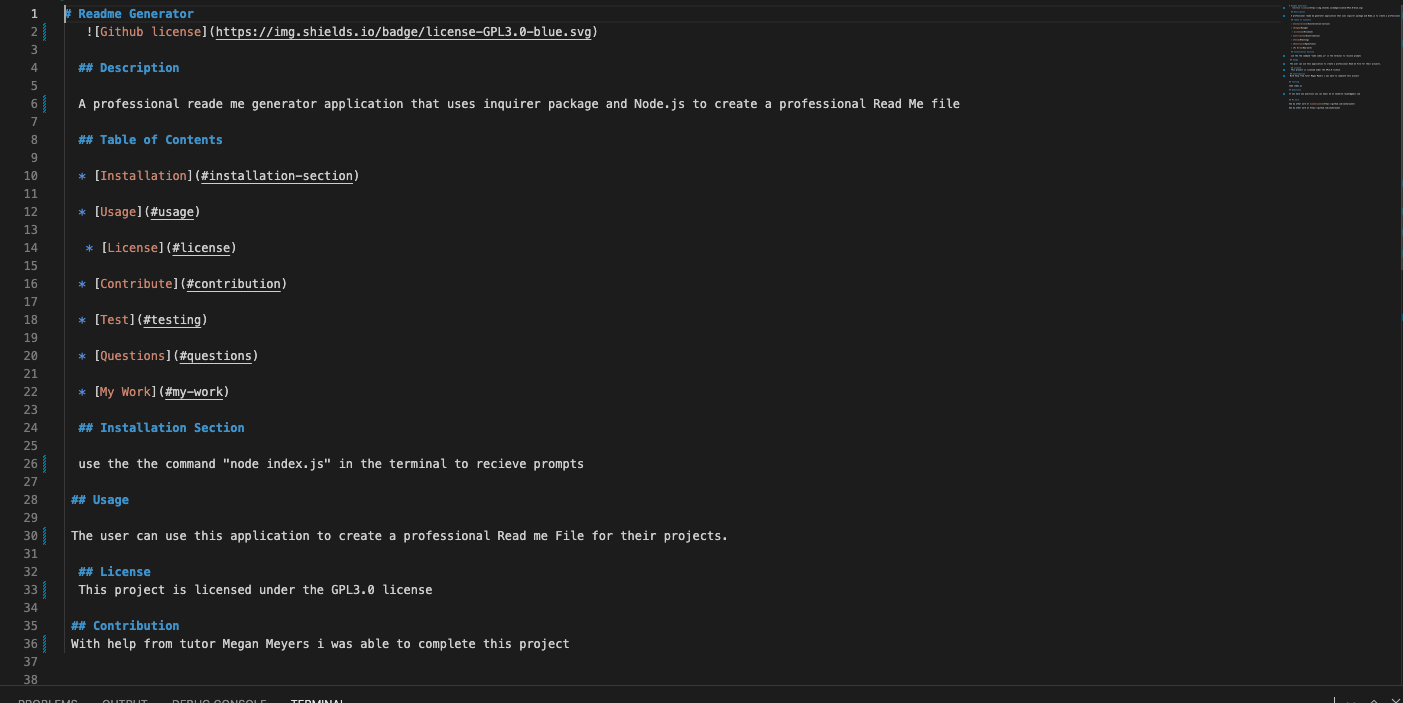 1 # Readme Generator
2 ![Github license](https://img.shields.io/badge/license-GPL3.0-blue.svg)
3
4 ## Description
5
6 A professional reade me generator application that uses inquirer package and Node.js to create a professional Read Me file
7
8 ## Table of Contents
9
10 * [Installation](#installation-section)
11
12 * [Usage](#usage)
13
14 * [License](#license)
15
16 * [Contribute](#contribution)
17
18 * [Test](#testing)
19
20 * [Questions](#questions)
21
22 * [My Work](#my-work)
23
24 ## Installation Section
25
26 use the the command "node index.js" in the terminal to recieve prompts
27
28 ## Usage
29
30 The user can use this application to create a professional Read me File for their projects.
31
32 ## License
33 This project is licensed under the GPL3.0 license
34
35 ## Contribution
36 With help from tutor Megan Meyers i was able to complete this project
37
38
PROBLEMS OUTPUT DEBUG CONSOLE TERMINAL